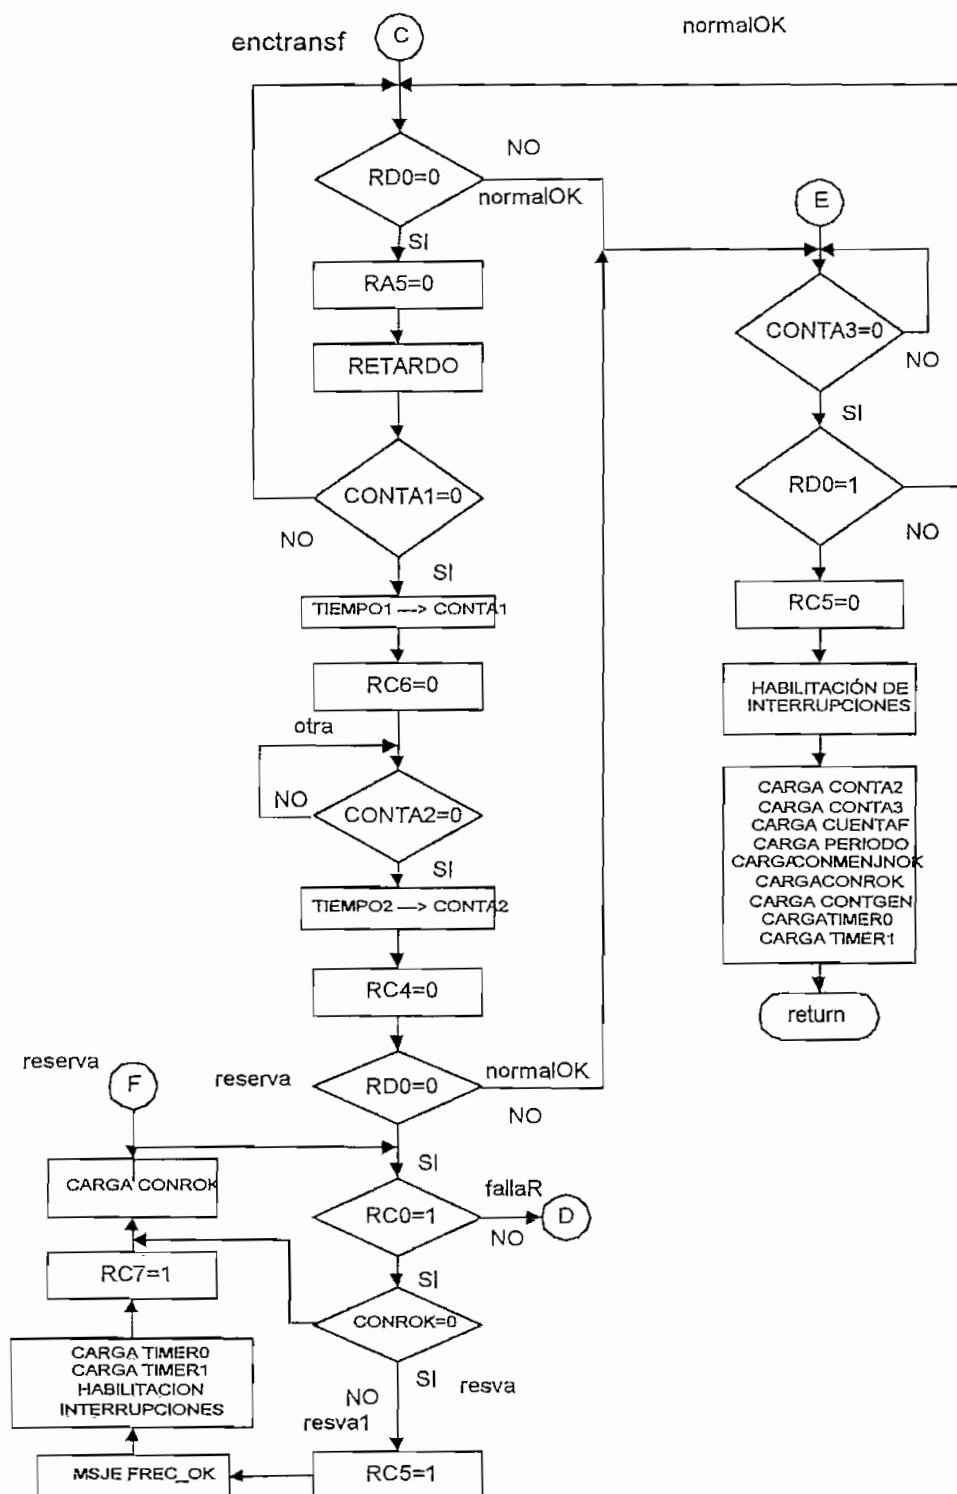 enctransf
C
normalOK
RD0=0
NO
normalOK
SI
RA5=0
RETARDO
CONTA1=0
NO
SI
TIEMPO1 ---> CONTA1
RC6=0
otra
NO
CONTA2=0
SI
TIEMPO2 ---> CONTA2
RC4=0
reserva
RD0=0
normalOK
NO
SI
RC0=1
fallaR
D
NO
SI
CONROK=0
SI
NO
resva
resva1
RC5=1
MSJE FREC_OK
CARGA TIMER0
CARGA TIMER1
HABILITACION
INTERRUPCIONES
RC7=1
CARGA CONROK
reserva
F
E
CONTA3=0
NO
SI
RD0=1
NO
RC5=0
HABILITACIÓN DE
INTERRUPCIONES
CARGA CONTA2
CARGA CONTA3
CARGA CUENTAF
CARGA PERIODO
CARGACONMENJNOK
CARGACONROK
CARGA CONTGEN
CARGATIMER0
CARGA TIMER1
return